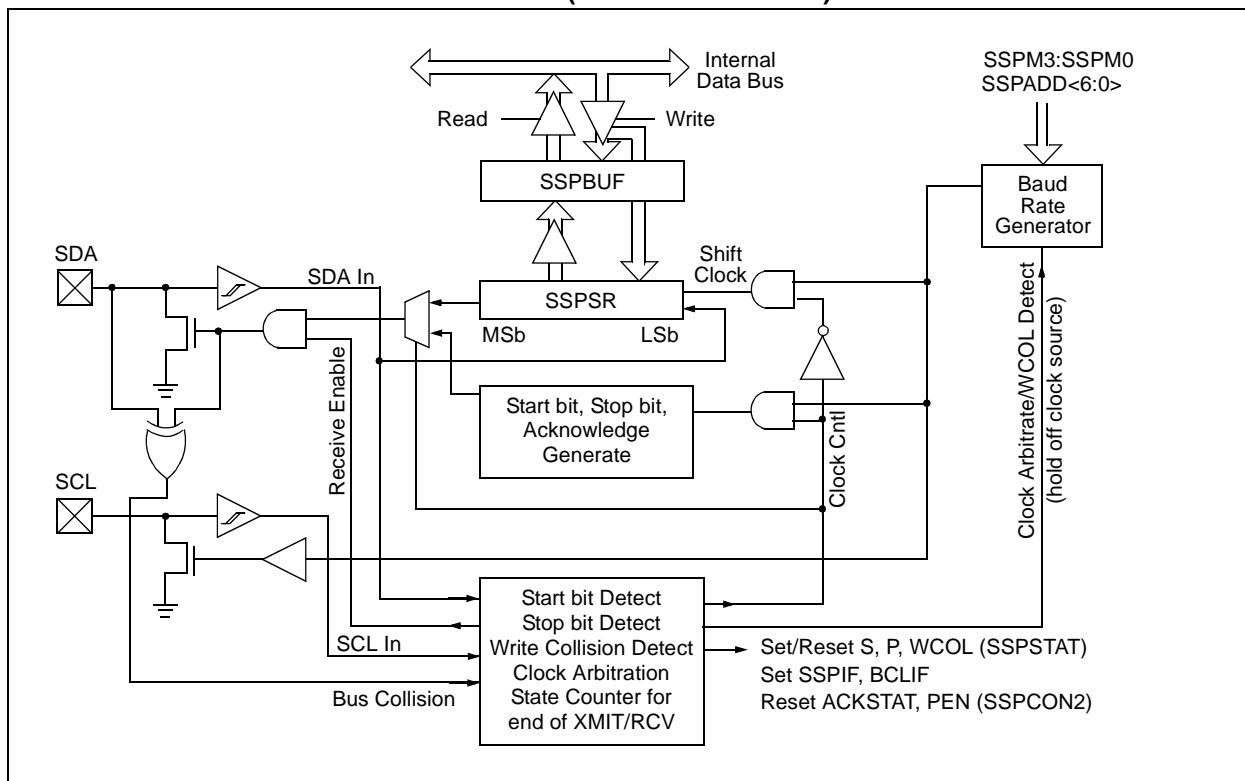 Internal
Data Bus
SSPM3:SSPM0
SSPADD<6:0>
Read
Write
SSPBUF
Baud
Rate
Generator
SDA
SDA In
Shift
Clock
SSPSR
MSb
LSb
Receive Enable
Start bit, Stop bit,
Acknowledge
Generate
Clock Cntl
Clock Arbitrate/WCOL Detect
(hold off clock source)
SCL
SCL In
Bus Collision
Start bit Detect
Stop bit Detect
Write Collision Detect
Clock Arbitration
State Counter for
end of XMIT/RCV
Set/Reset S, P, WCOL (SSPSTAT)
Set SSPIF, BCLIF
Reset ACKSTAT, PEN (SSPCON2)